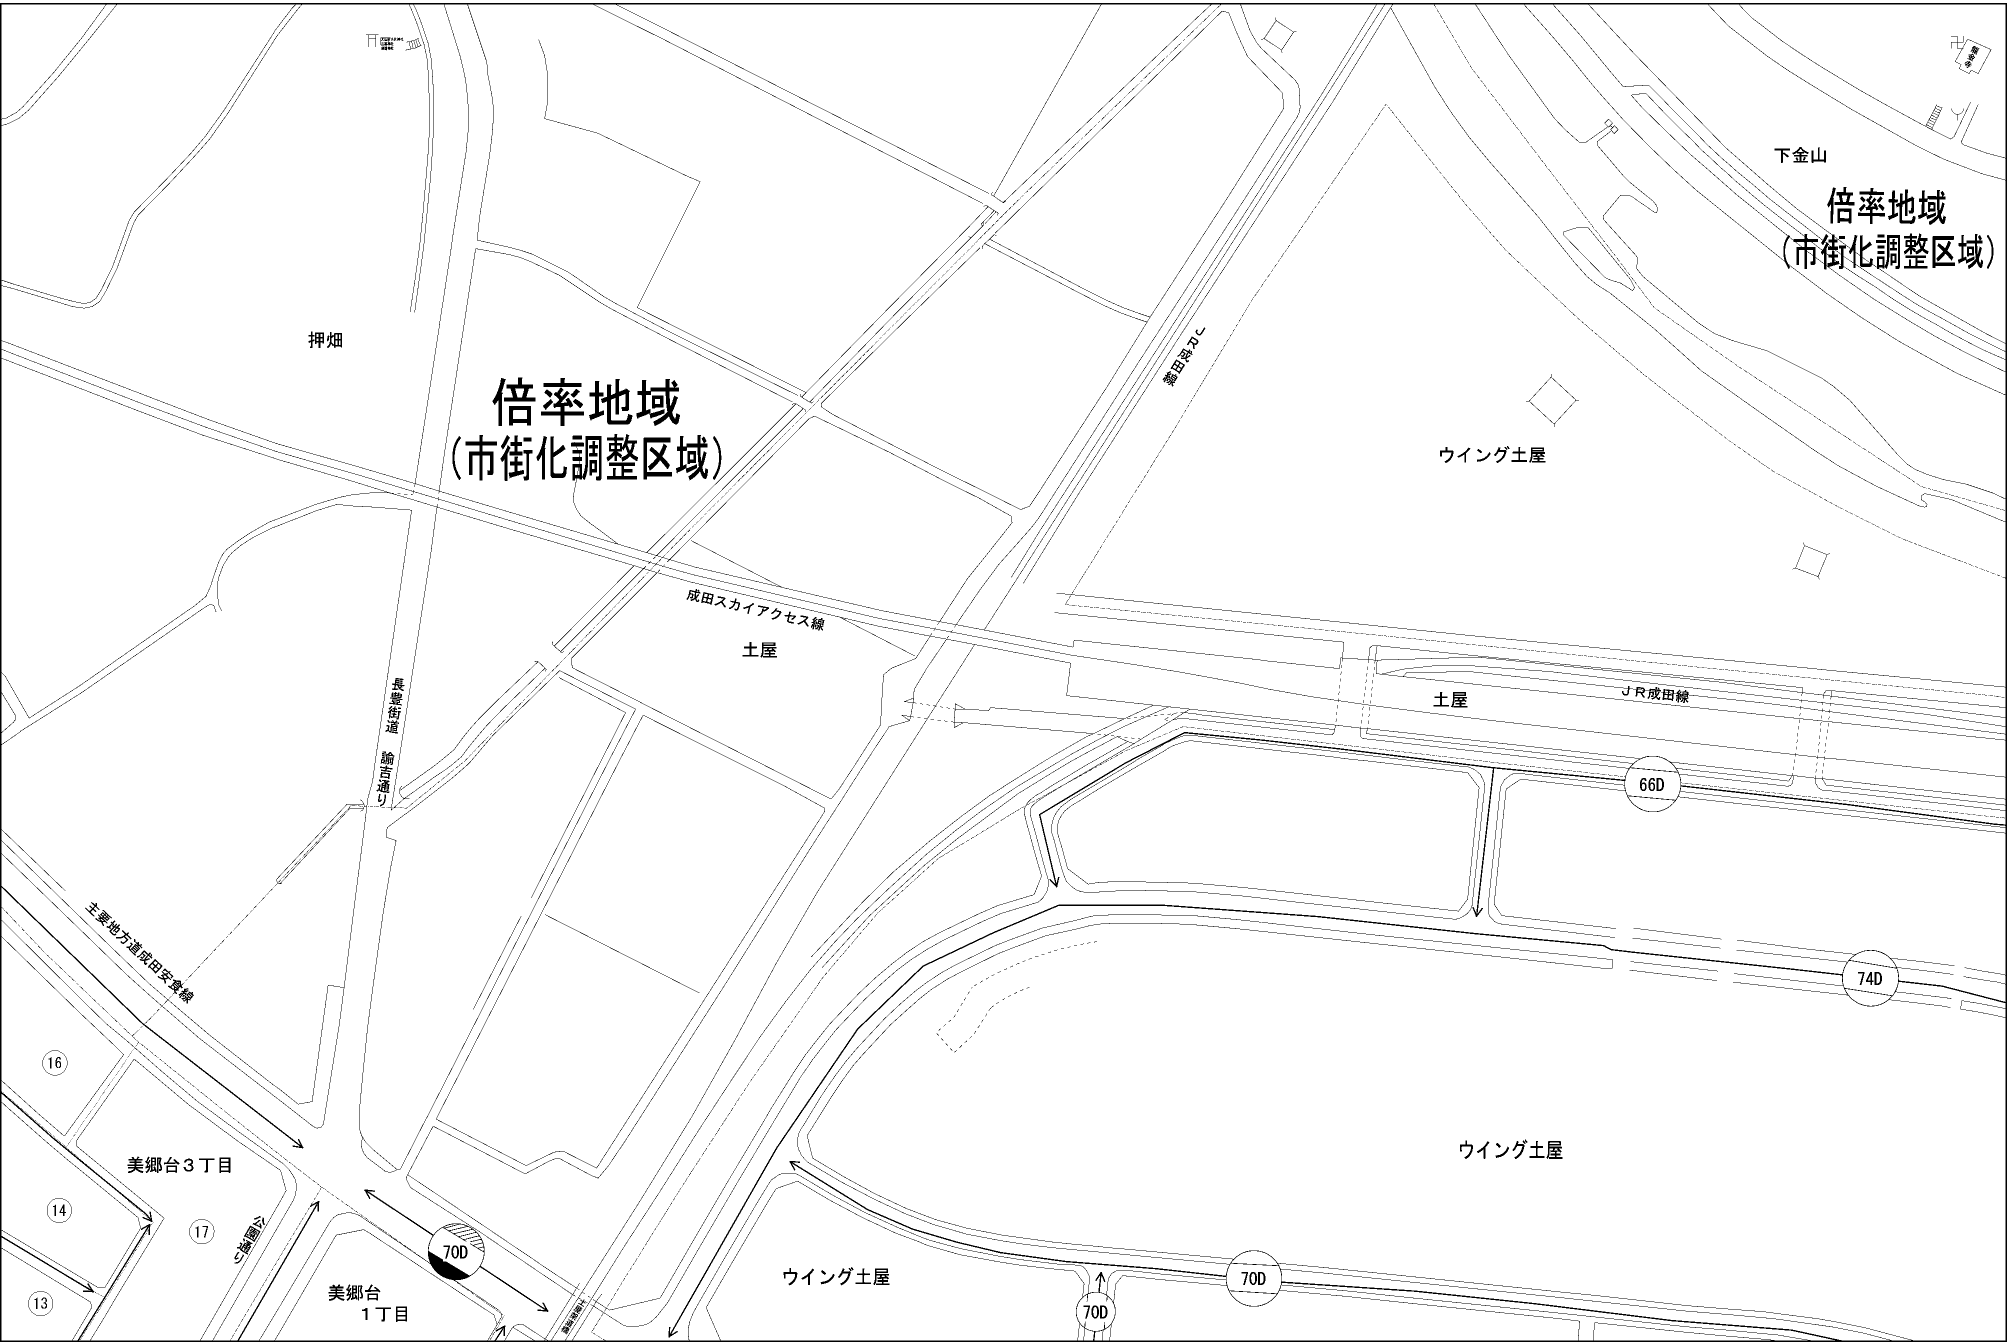 龍金寺
下金山
倍率地域
（市街化調整区域）
押畑
倍率地域
（市街化調整区域）
ＪＲ成田線
ウイング土屋
成田スカイアクセス線
土屋
土屋
ＪＲ成田線
長豊街道
諭吉通り
66D
主要地方道成田安食線
74D
16
美郷台３丁目
ウイング土屋
14
17
公園通り
70D
ウイング土屋
70D
13
美郷台
１丁目
70D